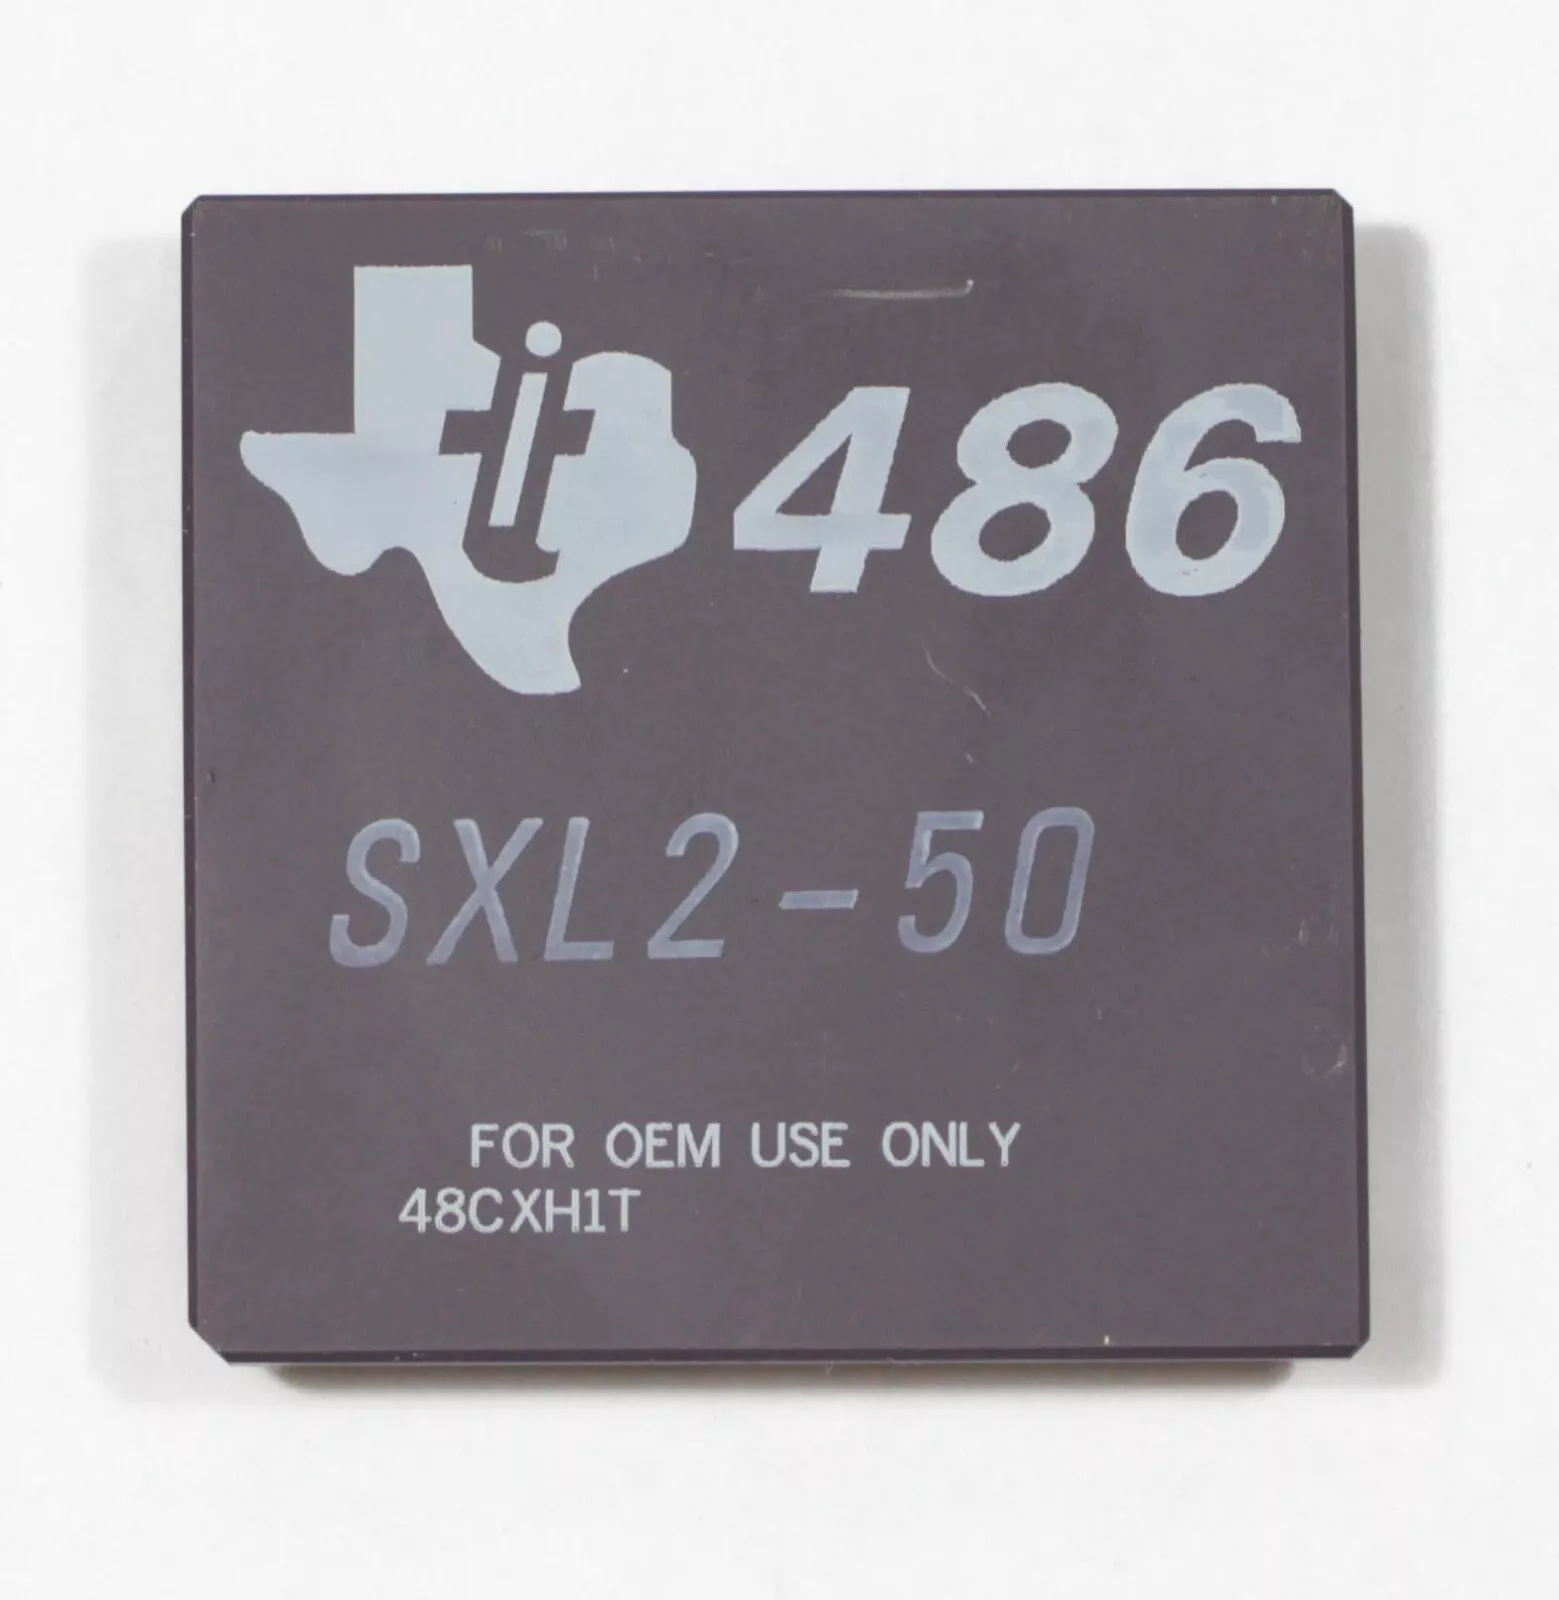 ti 486
SXL2-50
FOR OEM USE ONLY
48CXH1T